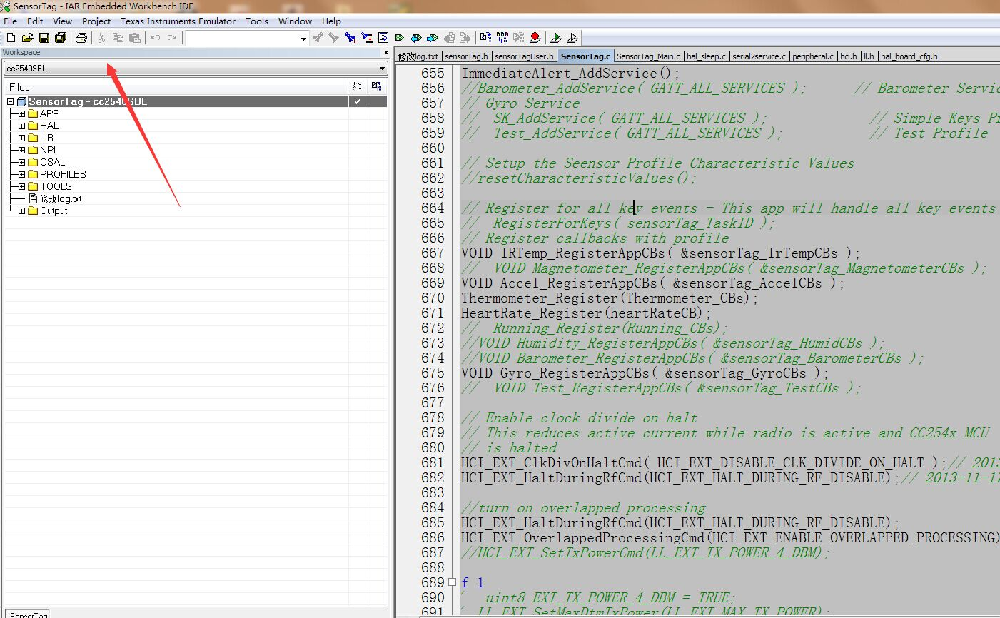 SensorTag - IAR Embedded Workbench IDE
File Edit View Project Texas Instruments Emulator Tools Window Help
Workspace
cc2540SBL
Files
SensorTag - cc2540SBL
APP
HAL
LIB
NPI
OSAL
PROFILES
TOOLS
修改log.txt
Output
SensorTag
修改log.txt sensorTag.h sensorTagUser.h SensorTag.c SensorTag_Main.c hal_sleep.c serial2service.c peripheral.c hci.h ll.h hal_board_cfg.h
655 ImmediateAlert_AddService();
656 //Barometer_AddService( GATT_ALL_SERVICES ); // Barometer Servic
657 // Gyro Service
658 // SK_AddService( GATT_ALL_SERVICES ); // Simple Keys Pr
659 // Test_AddService( GATT_ALL_SERVICES ); // Test Profile
660
661 // Setup the Seensor Profile Characteristic Values
662 //resetCharacteristicValues();
663
664 // Register for all key events - This app will handle all key events
665 // RegisterForKeys( sensorTag_TaskID );
666 // Register callbacks with profile
667 VOID IRTemp_RegisterAppCBs( &sensorTag_IrTempCBs );
668 // VOID Magnetometer_RegisterAppCBs( &sensorTag_MagnetometerCBs );
669 VOID Accel_RegisterAppCBs( &sensorTag_AccelCBs );
670 Thermometer_Register(Thermometer_CBs);
671 HeartRate_Register(heartRateCB);
672 // Running_Register(Running_CBs);
673 //VOID Humidity_RegisterAppCBs( &sensorTag_HumidCBs );
674 //VOID Barometer_RegisterAppCBs( &sensorTag_BarometerCBs );
675 VOID Gyro_RegisterAppCBs( &sensorTag_GyroCBs );
676 // VOID Test_RegisterAppCBs( &sensorTag_TestCBs );
677
678 // Enable clock divide on halt
679 // This reduces active current while radio is active and CC254x MCU
680 // is halted
681 HCI_EXT_ClkDivOnHaltCmd( HCI_EXT_DISABLE_CLK_DIVIDE_ON_HALT );// 2013
682 HCI_EXT_HaltDuringRfCmd(HCI_EXT_HALT_DURING_RF_DISABLE);// 2013-11-17
683
684 //turn on overlapped processing
685 HCI_EXT_HaltDuringRfCmd(HCI_EXT_HALT_DURING_RF_DISABLE);
686 HCI_EXT_OverlappedProcessingCmd(HCI_EXT_ENABLE_OVERLAPPED_PROCESSING)
687 //HCI_EXT_SetTxPowerCmd(LL_EXT_TX_POWER_4_DBM);
688
689 f 1
690 uint8 EXT_TX_POWER_4_DBM = TRUE;
691 LL_EXT_SetMaxDtmTxPower(LL_EXT_MAX_TX_POWER);